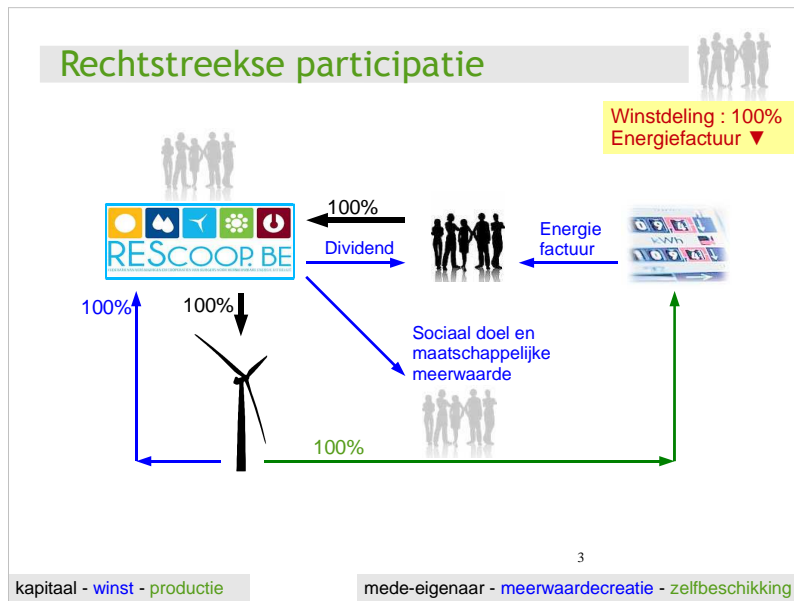 Rechtstreekse participatie
Winstdeling : 100%
Energiefactuur ▼
100%
REScoop.BE
Dividend
Energie
factuur
kWh
100%
100%
Sociaal doel en
maatschappelijke
meerwaarde
100%
3
kapitaal - winst - productie
mede-eigenaar - meerwaardecreatie - zelfbeschikking